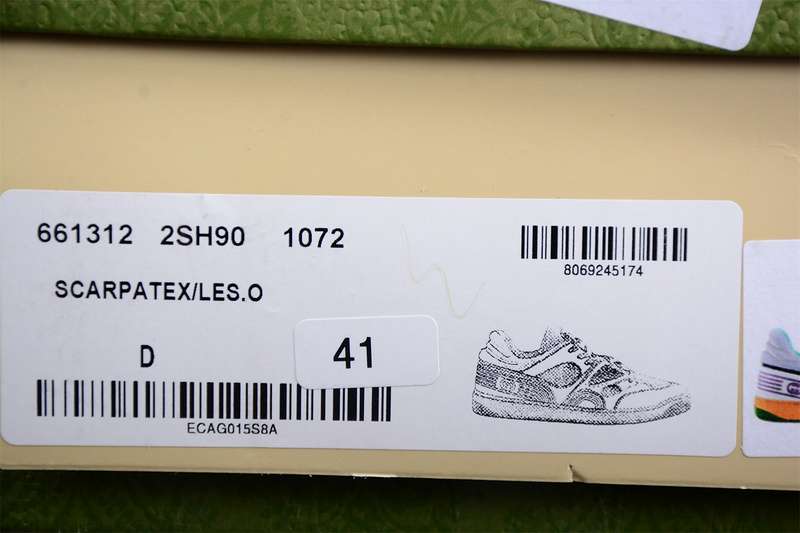 661312 2SH90 1072
8069245174
SCARPATEX/LES.O
D
41
ECAG015S8A